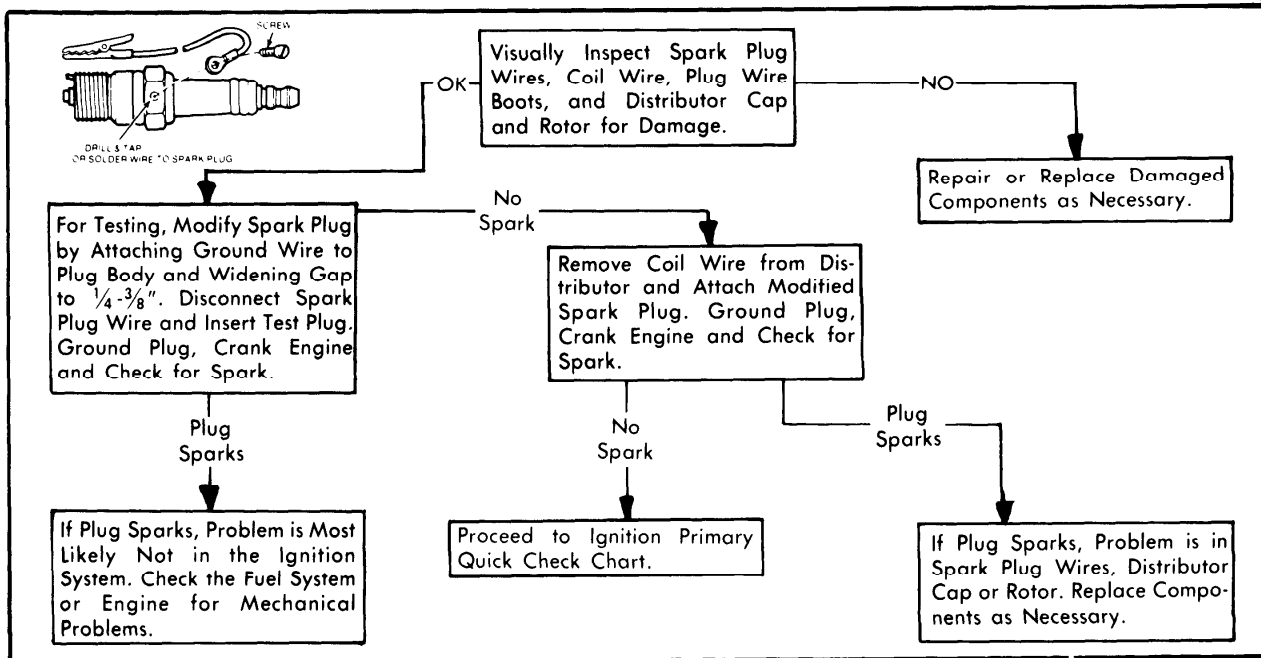 SCREW
DRILL & TAP
OR SOLDER WIRE TO SPARK PLUG
Visually Inspect Spark Plug
Wires, Coil Wire, Plug Wire
Boots, and Distributor Cap
and Rotor for Damage.
OK
NO
Repair or Replace Damaged
Components as Necessary.
For Testing, Modify Spark Plug
by Attaching Ground Wire to
Plug Body and Widening Gap
to ¼-⅜". Disconnect Spark
Plug Wire and Insert Test Plug.
Ground Plug, Crank Engine
and Check for Spark.
No
Spark
Remove Coil Wire from Dis-
tributor and Attach Modified
Spark Plug. Ground Plug,
Crank Engine and Check for
Spark.
Plug
Sparks
No
Spark
Plug
Sparks
If Plug Sparks, Problem is Most
Likely Not in the Ignition
System. Check the Fuel System
or Engine for Mechanical
Problems.
Proceed to Ignition Primary
Quick Check Chart.
If Plug Sparks, Problem is in
Spark Plug Wires, Distributor
Cap or Rotor. Replace Compo-
nents as Necessary.